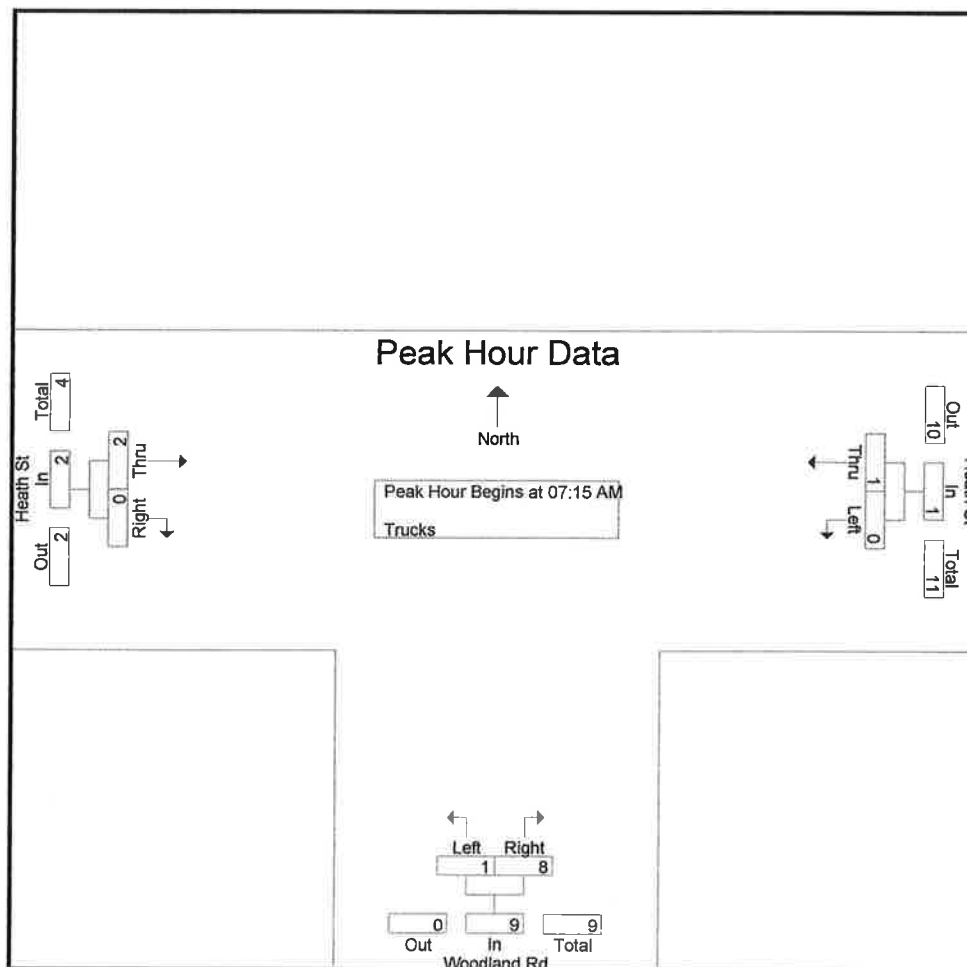 Peak Hour Data
North
Peak Hour Begins at 07:15 AM
Trucks
Heath St
Total
4
In
2
Out
2
2
0
Thru
Right
Thru
Left
1
0
Out
10
In
1
Total
11
Left Right
1 8
0 9 9
Out In Total
Woodland Rd